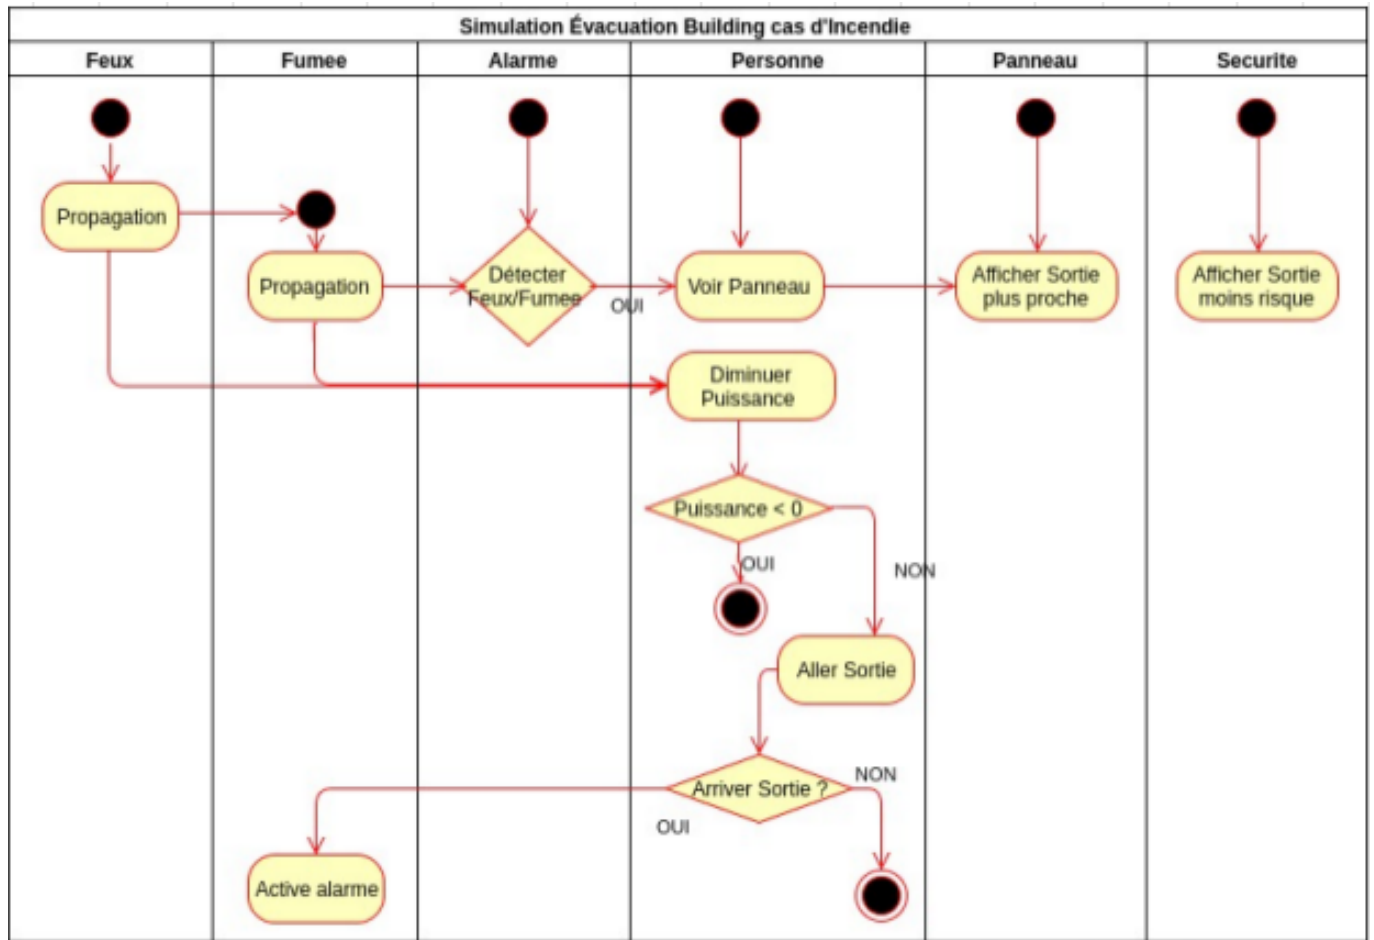 Simulation Évacuation Building cas d'Incendie
Feux
Fumee
Alarme
Personne
Panneau
Securite
Propagation
Propagation
Détecter
Feux/Fumee
OUI
Voir Panneau
Afficher Sortie
plus proche
Afficher Sortie
moins risque
Diminuer
Puissance
Puissance < 0
OUI
NON
Aller Sortie
Arriver Sortie ?
NON
OUI
Active alarme